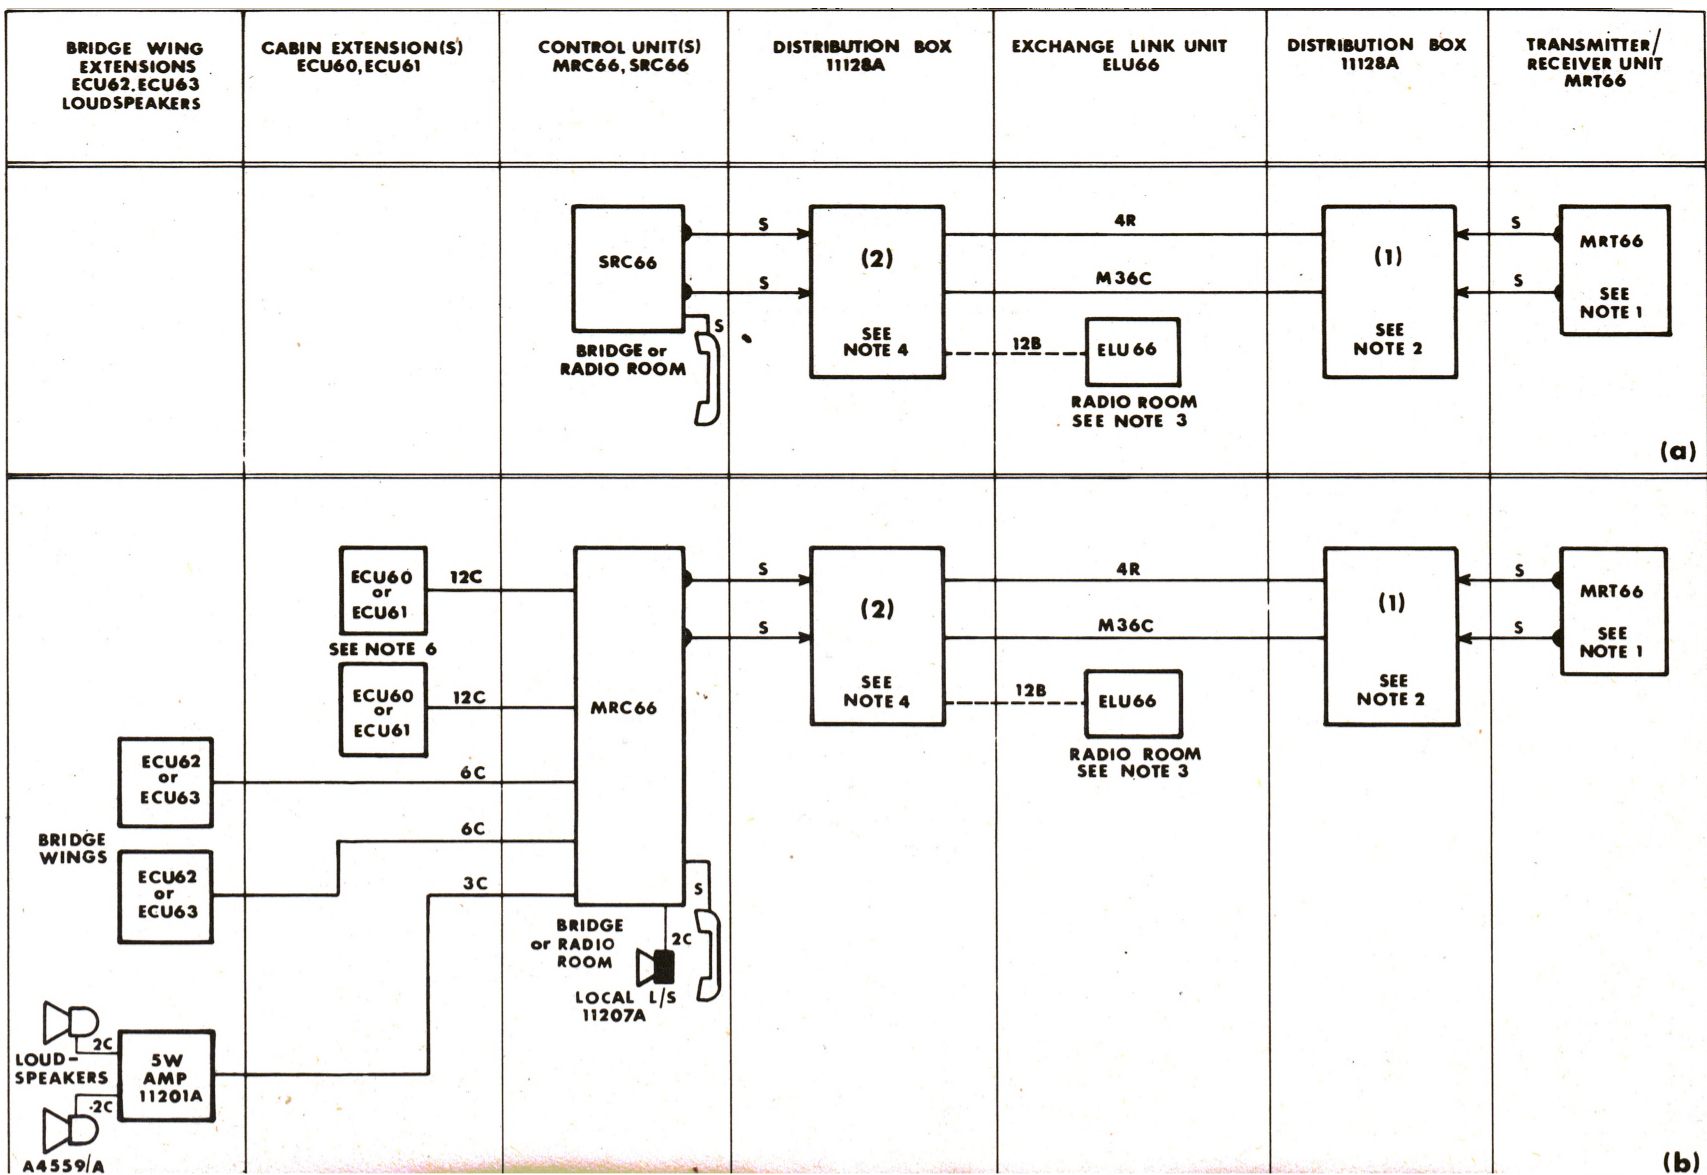 BRIDGE WING
EXTENSIONS
ECU62.ECU63
LOUDSPEAKERS
CABIN EXTENSION(S)
ECU60,ECU61
CONTROL UNIT(S)
MRC66, SRC66
DISTRIBUTION BOX
11128A
EXCHANGE LINK UNIT
ELU66
DISTRIBUTION BOX
11128A
TRANSMITTER/
RECEIVER UNIT
MRT66
SRC66
S
S
S
BRIDGE or
RADIO ROOM
(2)
SEE
NOTE 4
4R
M36C
12B
ELU 66
RADIO ROOM
SEE NOTE 3
(1)
SEE
NOTE 2
S
S
MRT66
SEE
NOTE 1
(a)
ECU60
or
ECU61
SEE NOTE 6
12C
ECU60
or
ECU61
12C
ECU62
or
ECU63
6C
BRIDGE
WINGS
6C
ECU62
or
ECU63
3C
MRC66
S
S
S
BRIDGE
or RADIO
ROOM
2C
LOCAL L/S
11207A
(2)
SEE
NOTE 4
4R
M36C
12B
ELU66
RADIO ROOM
SEE NOTE 3
(1)
SEE
NOTE 2
S
S
MRT66
SEE
NOTE 1
2C
LOUD-
SPEAKERS
2C
5W
AMP
11201A
A4559/A
(b)